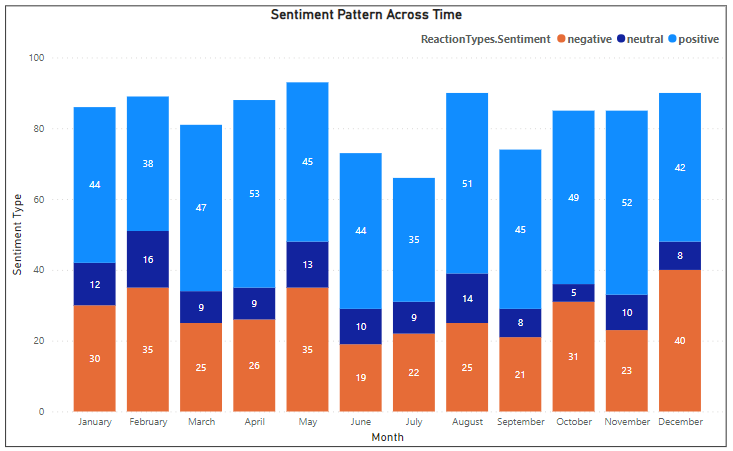 Sentiment Pattern Across Time
ReactionTypes.Sentiment negative neutral positive
Sentiment Type
100
80
60
40
20
0
44 38 47 53 45 44 35 51 45 49 52 42
12 16 9 9 13 10 9 14 8 5 10 8
30 35 25 26 35 19 22 25 21 31 23 40
January February March April May June July August September October November December
Month